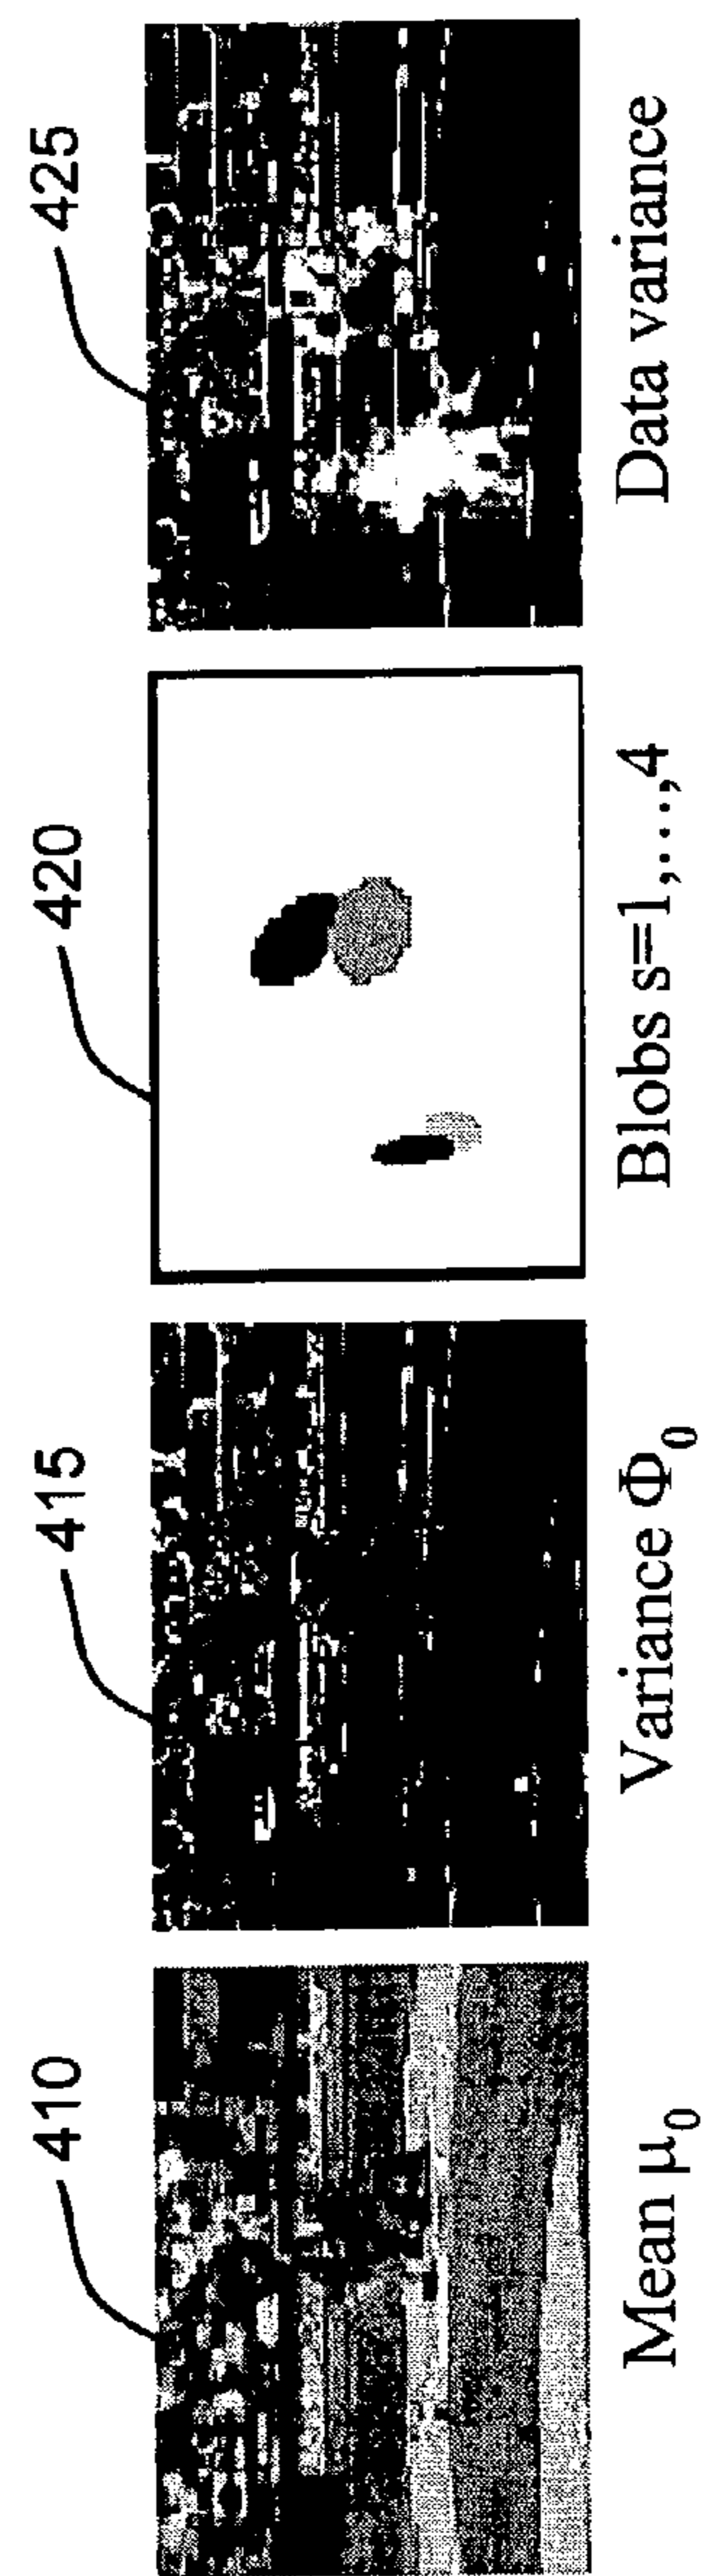 410
415
420
425
Mean μ₀
Variance Φ₀
Blobs s=1,...,4
Data variance